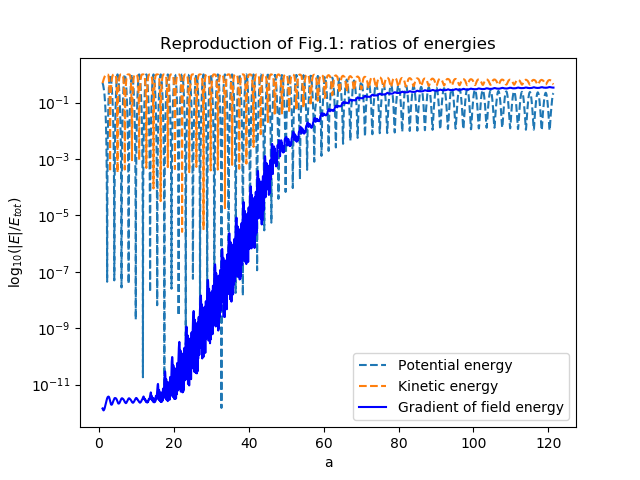 Reproduction of Fig.1: ratios of energies
log₁₀(|E|/E_tot)
10⁻¹
10⁻³
10⁻⁵
10⁻⁷
10⁻⁹
10⁻¹¹
Potential energy
Kinetic energy
Gradient of field energy
0 20 40 60 80 100 120
a